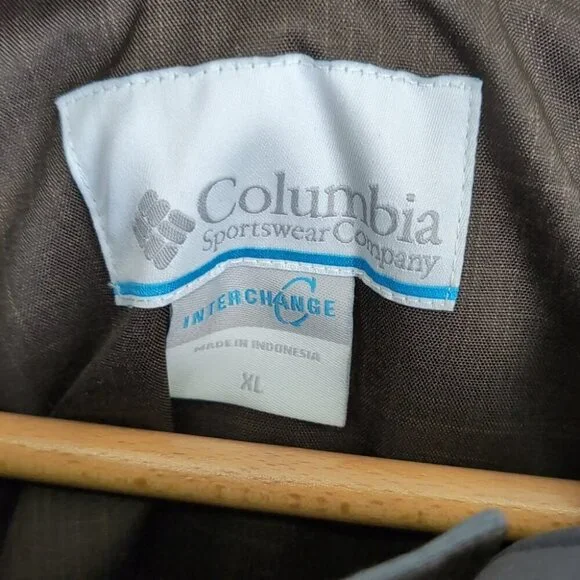 Columbia
Sportswear Company
INTERCHANGE
MADE IN INDONESIA
XL